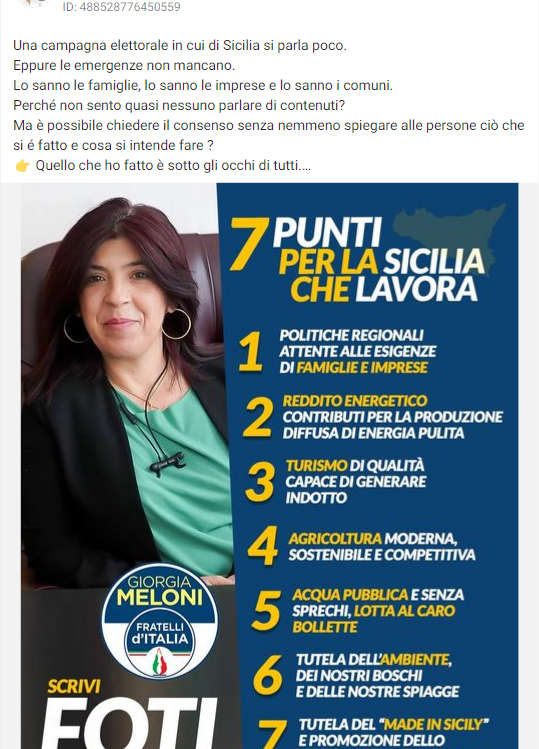 ID: 488528776450559
Una campagna elettorale in cui di Sicilia si parla poco.
Eppure le emergenze non mancano.
Lo sanno le famiglie, lo sanno le imprese e lo sanno i comuni.
Perché non sento quasi nessuno parlare di contenuti?
Ma è possibile chiedere il consenso senza nemmeno spiegare alle persone ciò che
si é fatto e cosa si intende fare ?
👉 Quello che ho fatto è sotto gli occhi di tutti....
7 PUNTI
PER LA SICILIA
CHE LAVORA
1 POLITICHE REGIONALI
ATTENTE ALLE ESIGENZE
DI FAMIGLIE E IMPRESE
2 REDDITO ENERGETICO
CONTRIBUTI PER LA PRODUZIONE
DIFFUSA DI ENERGIA PULITA
3 TURISMO DI QUALITÀ
CAPACE DI GENERARE
INDOTTO
4 AGRICOLTURA MODERNA,
SOSTENIBILE E COMPETITIVA
5 ACQUA PUBBLICA E SENZA
SPRECHI, LOTTA AL CARO
BOLLETTE
6 TUTELA DELL'AMBIENTE,
DEI NOSTRI BOSCHI
E DELLE NOSTRE SPIAGGE
7 TUTELA DEL "MADE IN SICILY"
E PROMOZIONE DELLO
GIORGIA
MELONI
FRATELLI
d'ITALIA
SCRIVI
FOTI